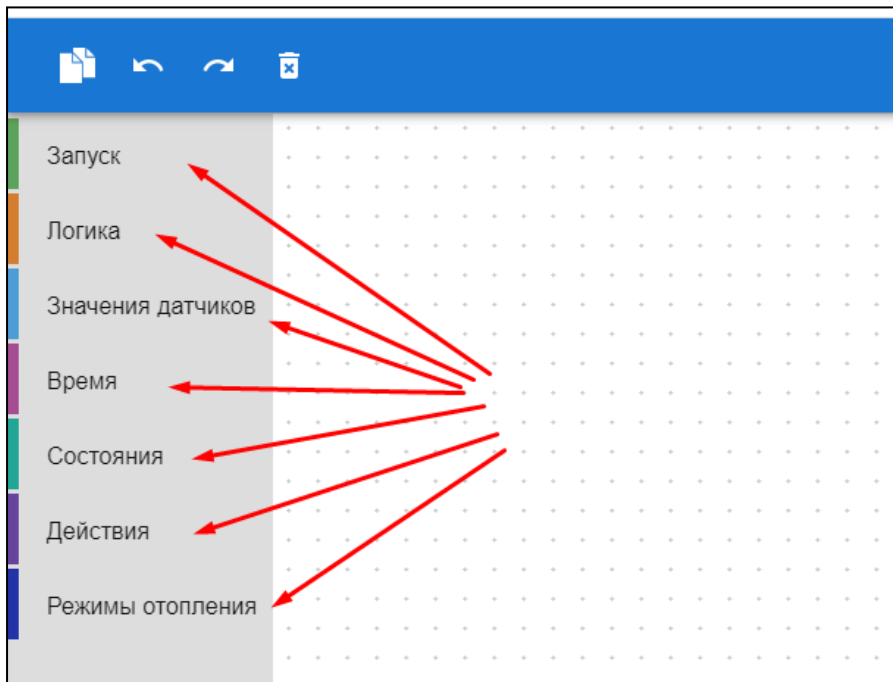 Запуск
Логика
Значения датчиков
Время
Состояния
Действия
Режимы отопления